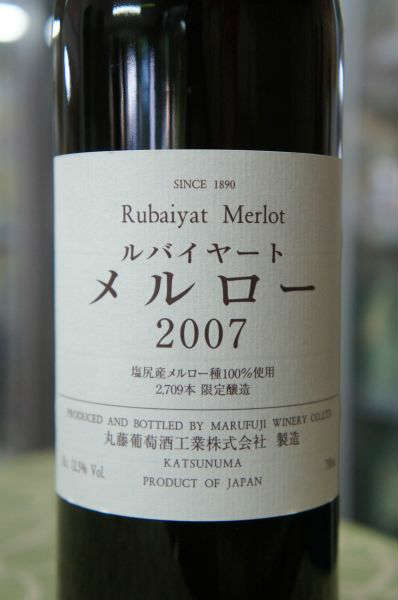 SINCE 1890
Rubaiyat Merlot
ルバイヤート
メルロー
2007
塩尻産メルロー種100%使用
2,709本 限定醸造
PRODUCED AND BOTTLED BY MARUFUJI WINERY CO.,LTD
丸藤葡萄酒工業株式会社 製造
KATSUNUMA
PRODUCT OF JAPAN
Vol.